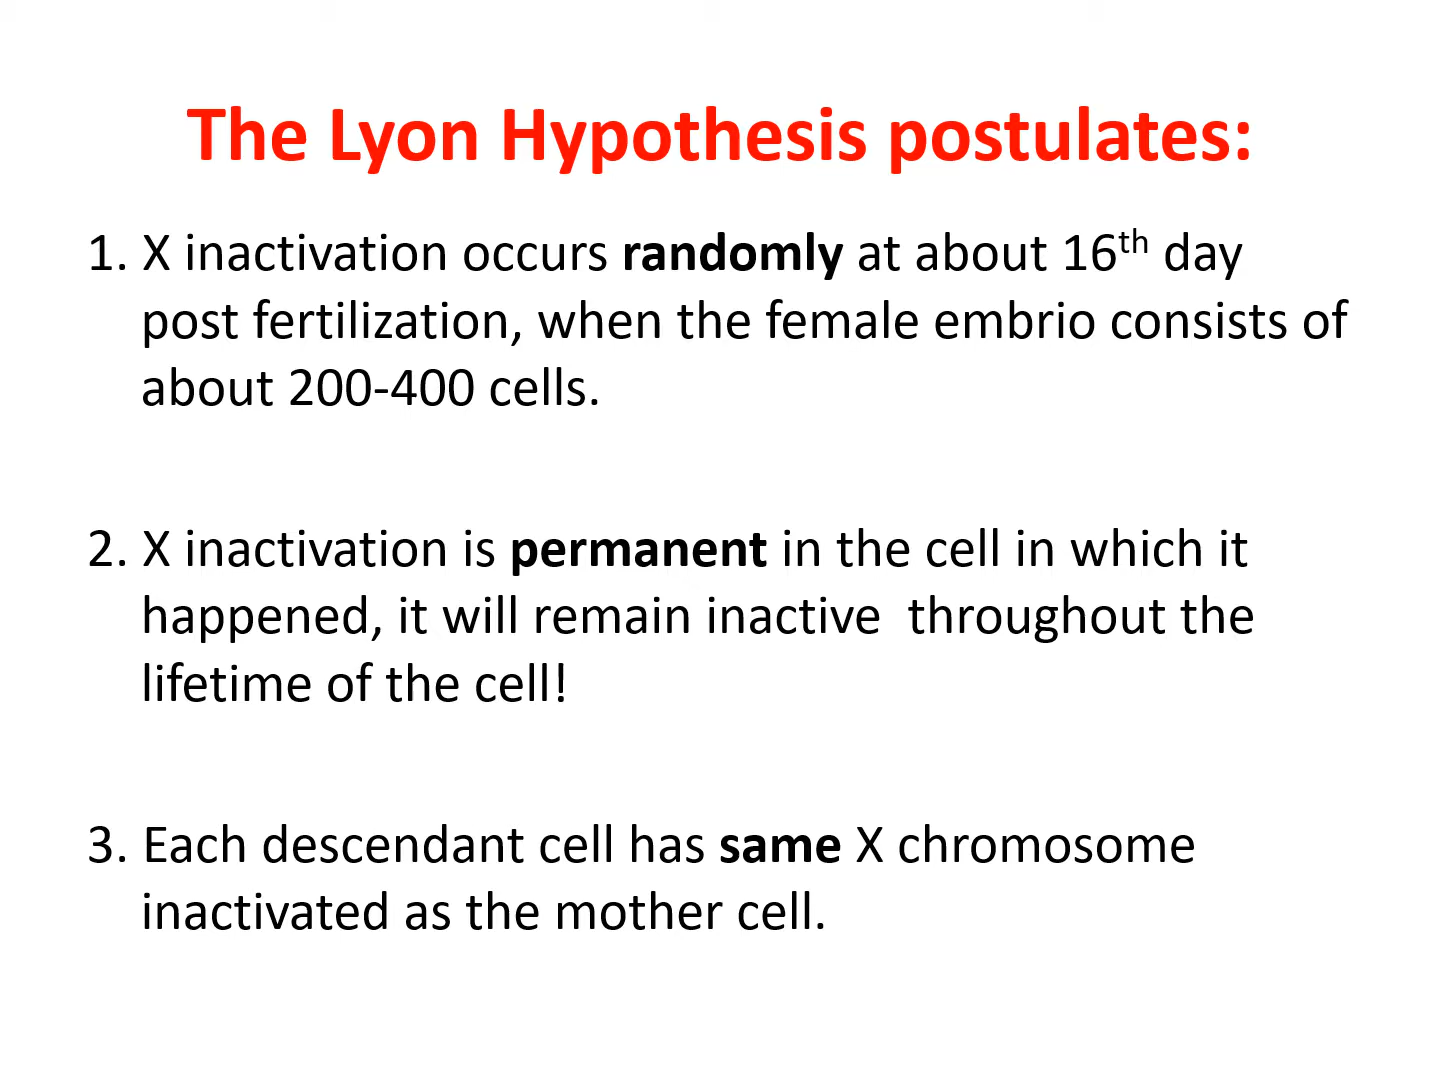 The Lyon Hypothesis postulates:
1. X inactivation occurs randomly at about 16th day
post fertilization, when the female embrio consists of
about 200-400 cells.
2. X inactivation is permanent in the cell in which it
happened, it will remain inactive  throughout the
lifetime of the cell!
3. Each descendant cell has same X chromosome
inactivated as the mother cell.